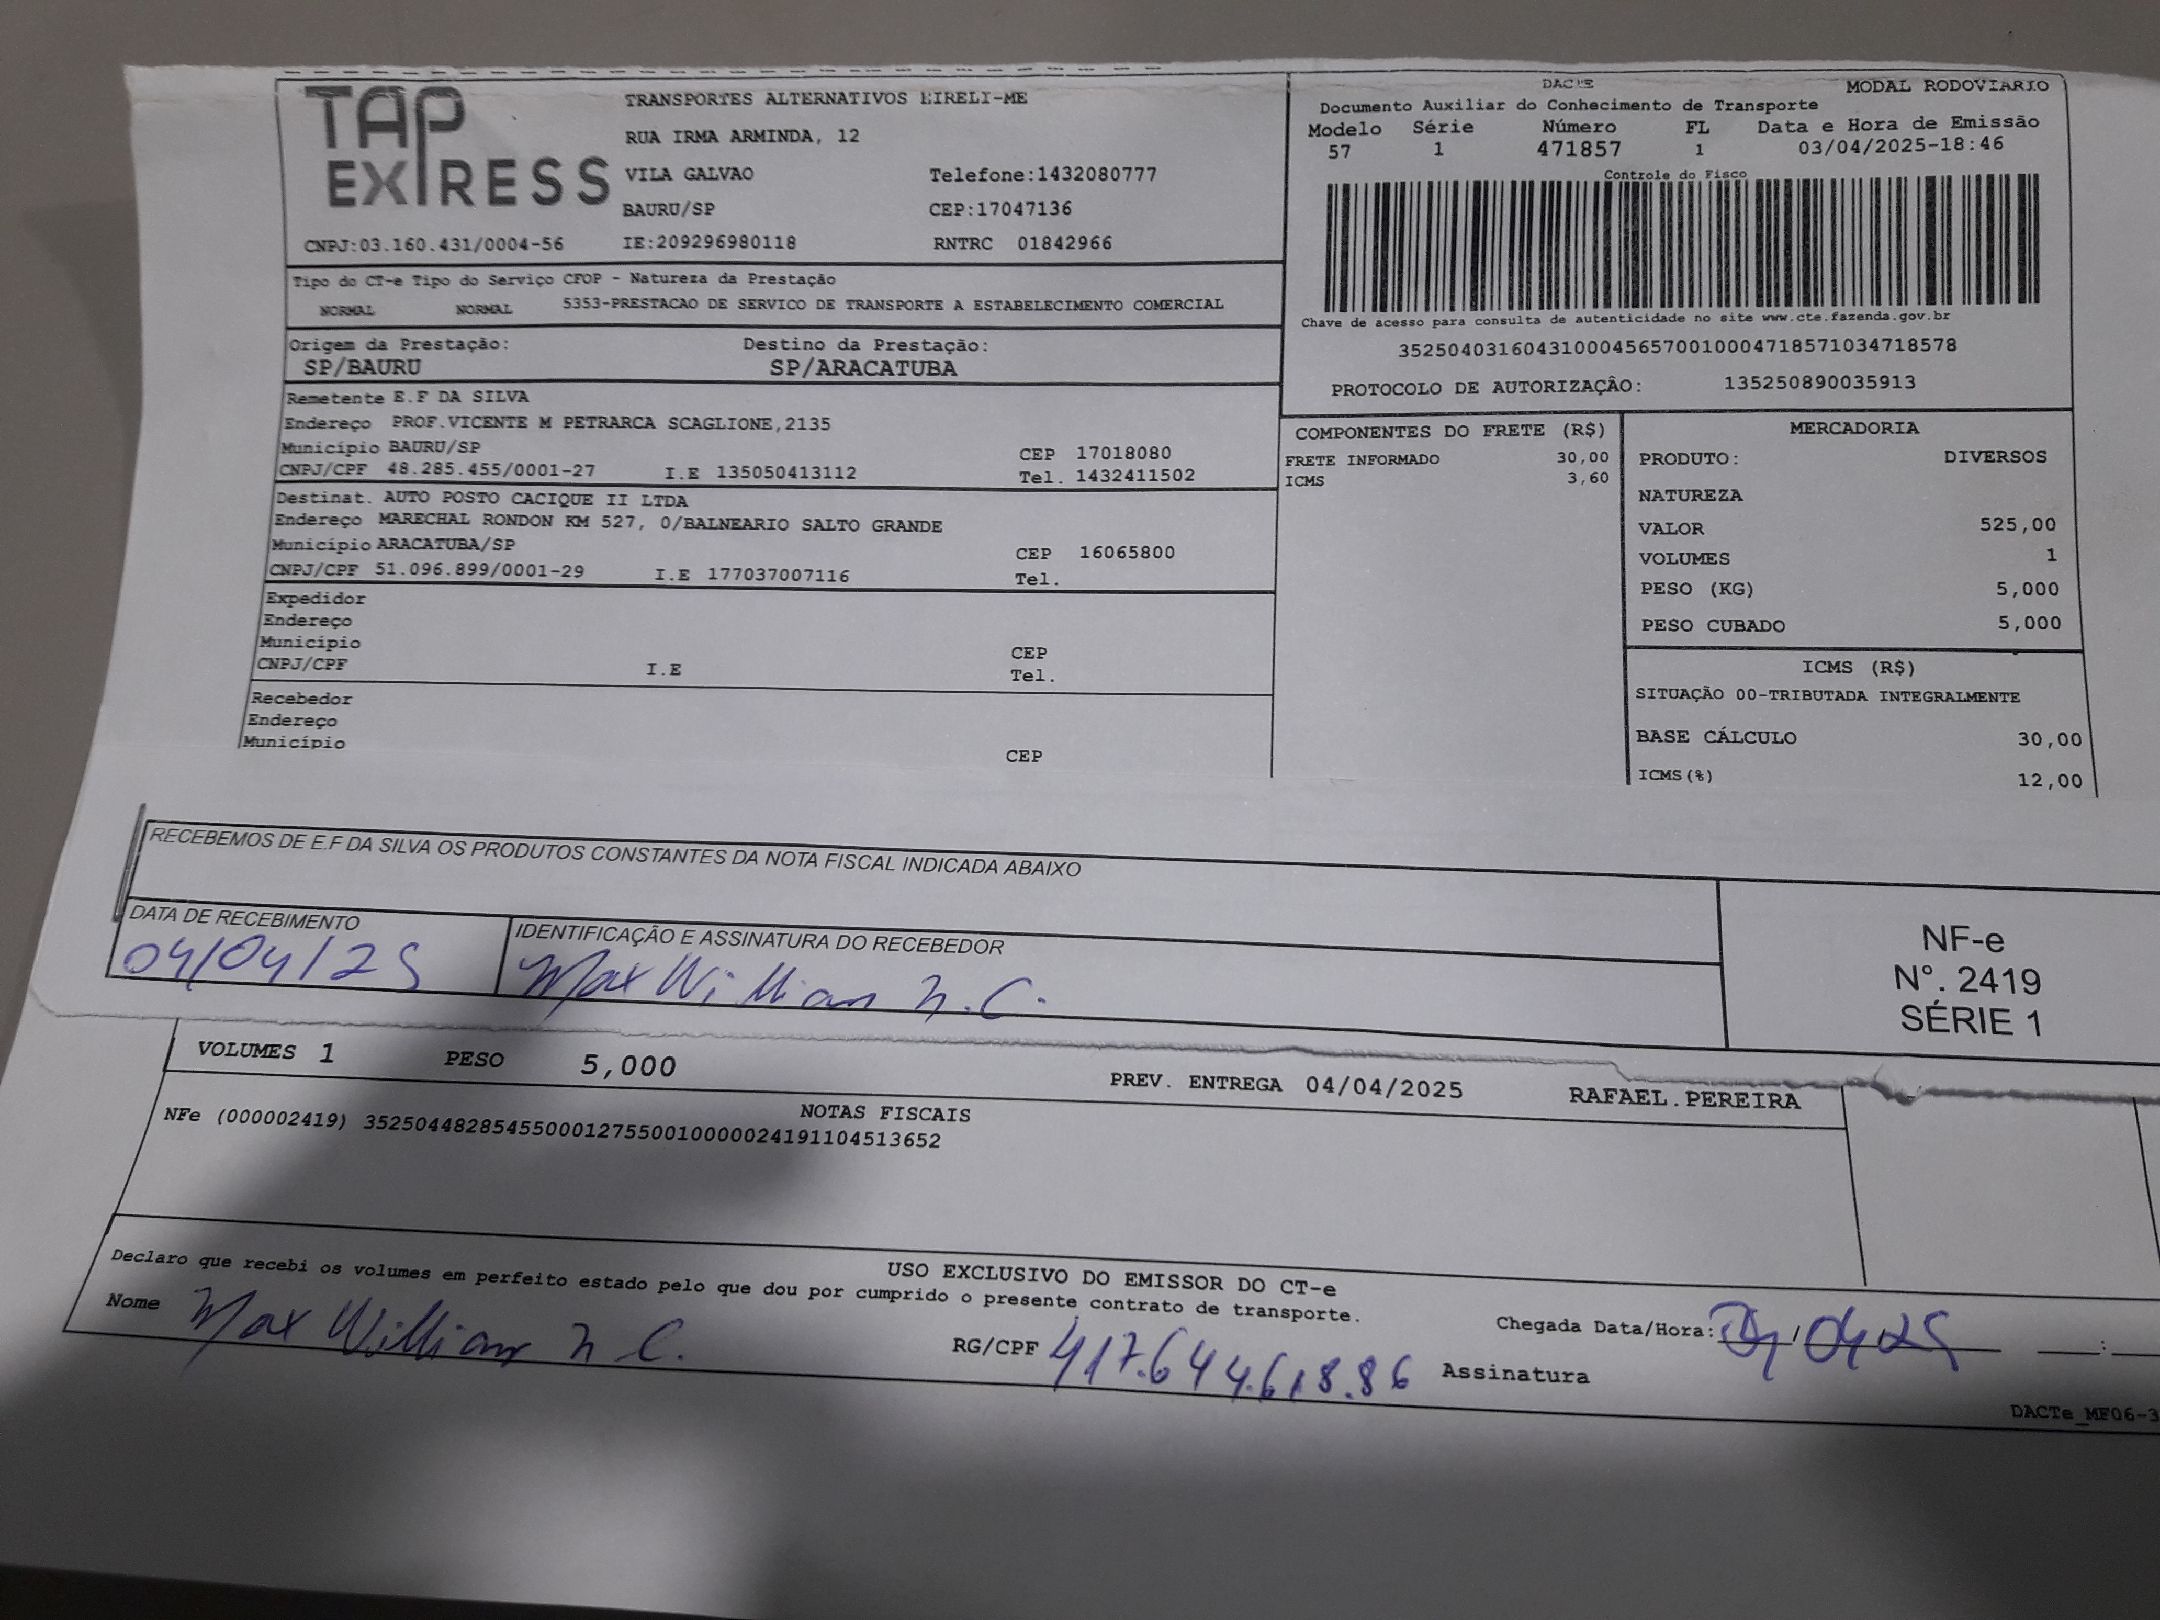 TAP EXPRESS
TRANSPORTES ALTERNATIVOS EIRELI-ME
RUA IRMA ARMINDA, 12
VILA GALVAO Telefone:1432080777
BAURU/SP CEP:17047136
CNPJ:03.160.431/0004-56 IE:209296980118 RNTRC 01842966
DACTE MODAL RODOVIARIO
Documento Auxiliar do Conhecimento de Transporte
Modelo Série Número FL Data e Hora de Emissão
57 1 471857 1 03/04/2025-18:46
Controle do Fisco
Chave de acesso para consulta de autenticidade no site www.cte.fazenda.gov.br
35250403160431000456570010004718571034718578
PROTOCOLO DE AUTORIZAÇÃO: 135250890035913
Tipo do CT-e Tipo do Serviço CFOP - Natureza da Prestação
NORMAL NORMAL 5353-PRESTACAO DE SERVICO DE TRANSPORTE A ESTABELECIMENTO COMERCIAL
Origem da Prestação: Destino da Prestação:
SP/BAURU SP/ARACATUBA
Remetente E.F DA SILVA
Endereço PROF.VICENTE M PETRARCA SCAGLIONE,2135
Município BAURU/SP CEP 17018080
CNPJ/CPF 48.285.455/0001-27 I.E 135050413112 Tel. 1432411502
Destinat. AUTO POSTO CACIQUE II LTDA
Endereço MARECHAL RONDON KM 527, 0/BALNEARIO SALTO GRANDE
Município ARACATUBA/SP CEP 16065800
CNPJ/CPF 51.096.899/0001-29 I.E 177037007116 Tel.
Expedidor
Endereço
Município CEP
CNPJ/CPF I.E Tel.
Recebedor
Endereço
Município CEP
COMPONENTES DO FRETE (R$)
FRETE INFORMADO 30,00
ICMS 3,60
MERCADORIA
PRODUTO: DIVERSOS
NATUREZA
VALOR 525,00
VOLUMES 1
PESO (KG) 5,000
PESO CUBADO 5,000
ICMS (R$)
SITUAÇÃO 00-TRIBUTADA INTEGRALMENTE
BASE CÁLCULO 30,00
ICMS(%) 12,00
RECEBEMOS DE E.F DA SILVA OS PRODUTOS CONSTANTES DA NOTA FISCAL INDICADA ABAIXO
DATA DE RECEBIMENTO IDENTIFICAÇÃO E ASSINATURA DO RECEBEDOR
04/04/25 Max Willian N.C.
NF-e
Nº. 2419
SÉRIE 1
VOLUMES 1 PESO 5,000 PREV. ENTREGA 04/04/2025 RAFAEL.PEREIRA
NOTAS FISCAIS
NFe (000002419) 35250448285455000127550010000024191104513652
USO EXCLUSIVO DO EMISSOR DO CT-e
Declaro que recebi os volumes em perfeito estado pelo que dou por cumprido o presente contrato de transporte.
Nome Max Willian N C. RG/CPF 417.644.618.86 Assinatura
Chegada Data/Hora: 04/04/25 :
DACTe_MF06-3